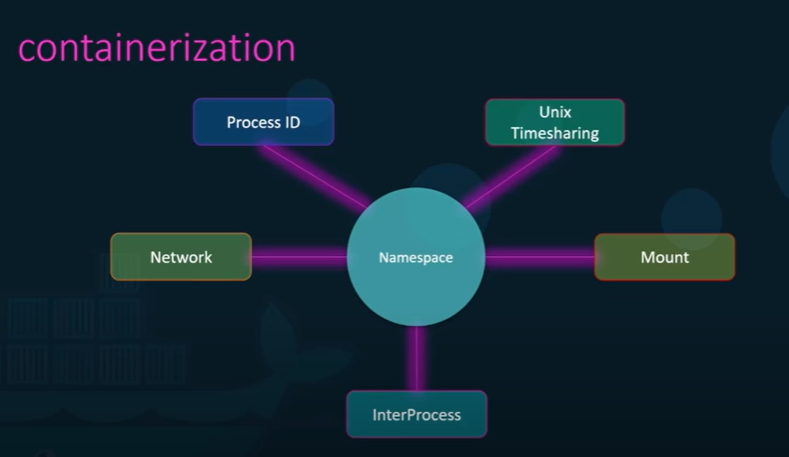 containerization
Process ID
Unix
Timesharing
Network
Namespace
Mount
InterProcess